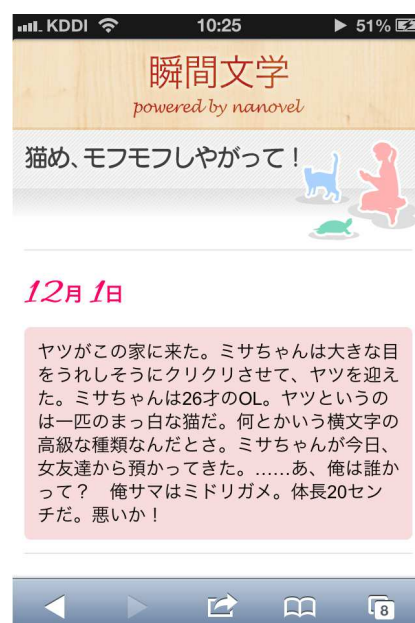 KDDI 10:25 51%
瞬間文学
powered by nanovel
猫め、モフモフしやがって！
12月1日
ヤツがこの家に来た。ミサちゃんは大きな目
をうれしそうにクリクリさせて、ヤツを迎え
た。ミサちゃんは26才のOL。ヤツというの
は一匹のまっ白な猫だ。何とかいう横文字の
高級な種類なんだとさ。ミサちゃんが今日、
女友達から預かってきた。……あ、俺は誰か
って？　俺サマはミドリガメ。体長20セン
チだ。悪いか！
8